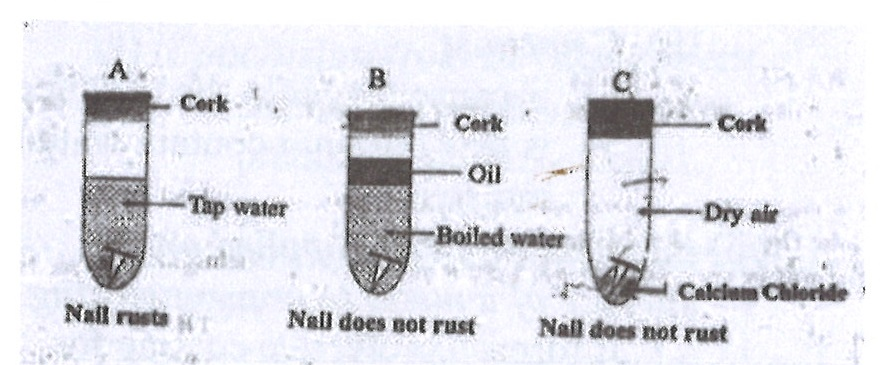 A
B
C
Cork
Cork
Cork
Oil
Tap water
Dry air
Boiled water
Calcium Chloride
Nail rusts
Nail does not rust
Nail does not rust